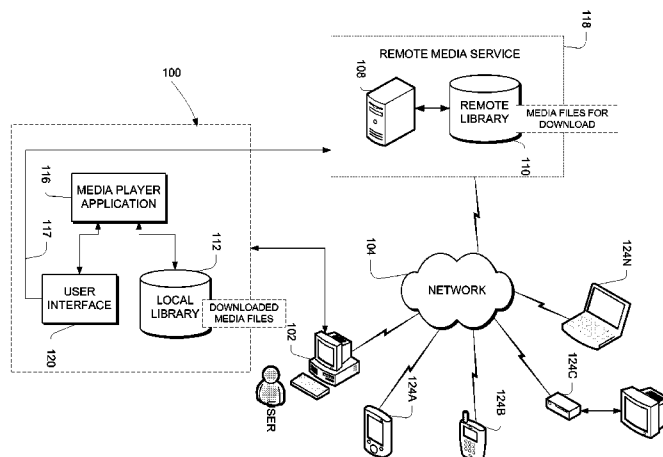 118
REMOTE MEDIA SERVICE
108
100
REMOTE
LIBRARY
MEDIA FILES FOR
DOWNLOAD
110
116
MEDIA PLAYER
APPLICATION
117
112
104
124N
USER
INTERFACE
LOCAL
LIBRARY
DOWNLOADED
MEDIA FILES
NETWORK
120
102
124C
124A
124B
USER